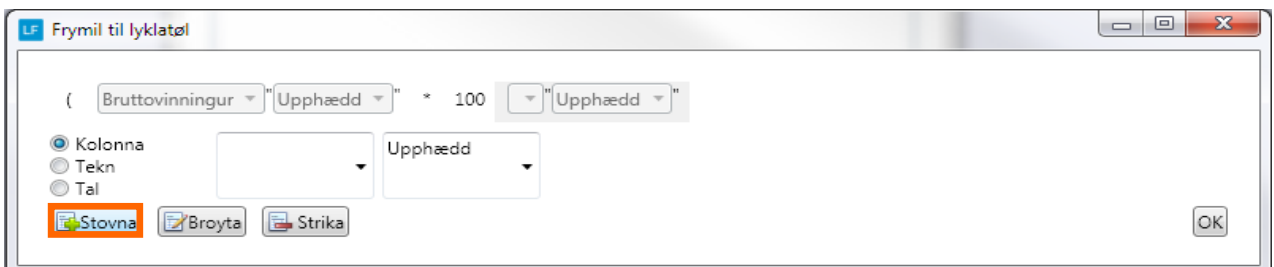 LF Frymil til lyklatøl
( Bruttovinningur "Upphædd" * 100 "Upphædd"
Kolonna
Upphædd
Tekn
Tal
Stovna Broyta Strika OK